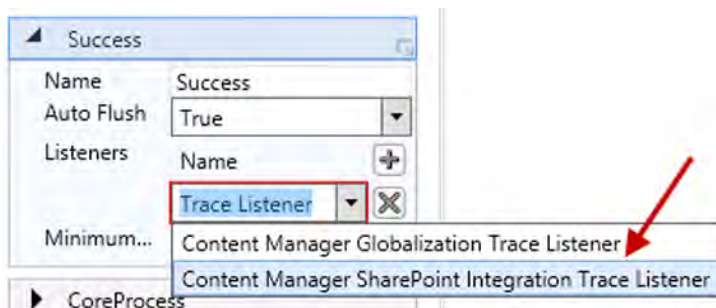 Success
Name Success
Auto Flush True
Listeners Name
Trace Listener
Minimum...
Content Manager Globalization Trace Listener
Content Manager SharePoint Integration Trace Listener
CoreProcess